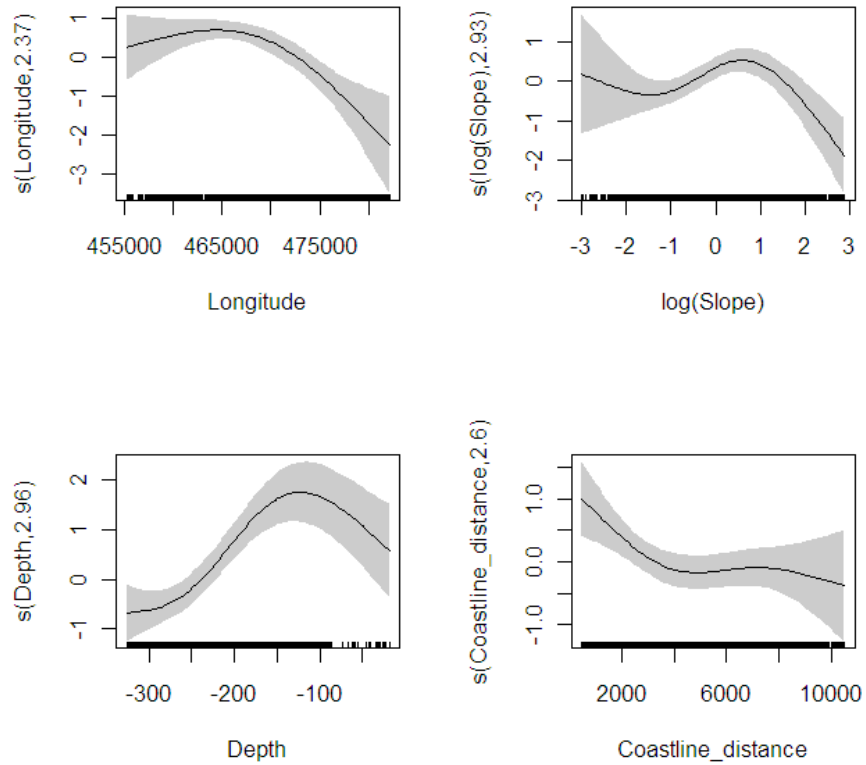 s(Longitude,2.37)
1
0
-1
-2
-3
455000 465000 475000
Longitude
s(log(Slope),2.93)
1
0
-1
-2
-3
-3 -2 -1 0 1 2 3
log(Slope)
s(Depth,2.96)
2
1
0
-1
-300 -100
Depth
s(Coastline_distance,2.6)
1.0
0.0
-1.0
2000 6000 10000
Coastline_distance